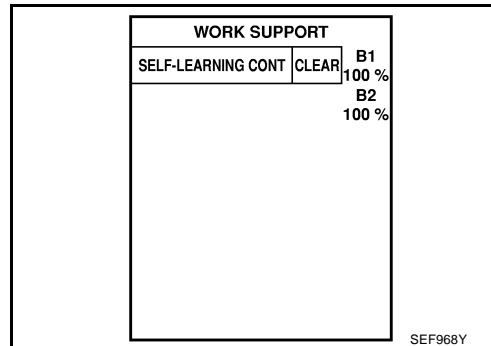 WORK SUPPORT
SELF-LEARNING CONT CLEAR B1
100 %
B2
100 %
SEF968Y